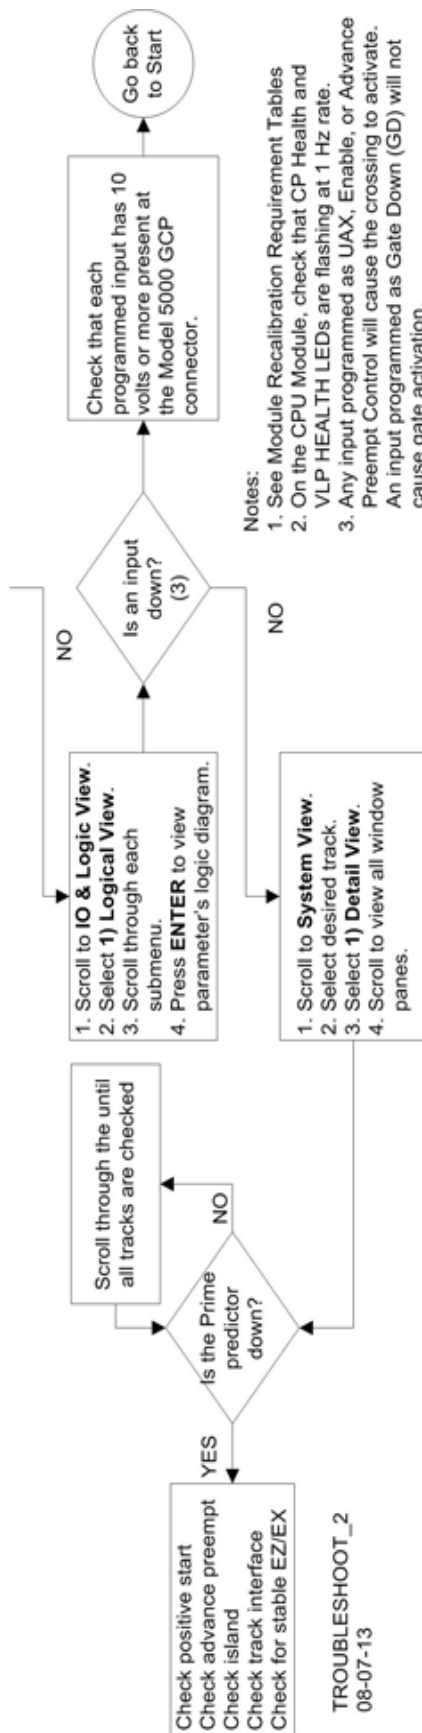 NO
1. Scroll to IO & Logic View.
2. Select 1) Logical View.
3. Scroll through each
submenu.
4. Press ENTER to view
parameter's logic diagram.
Is an input
down?
(3)
Check that each
programmed input has 10
volts or more present at
the Model 5000 GCP
connector.
Go back
to Start
NO
1. Scroll to System View.
2. Select desired track.
3. Select 1) Detail View.
4. Scroll to view all window
panes.
Scroll through the until
all tracks are checked
NO
Is the Prime
predictor
down?
YES
Check positive start
Check advance preempt
Check island
Check track interface
Check for stable EZ/EX
Notes:
1. See Module Recalibration Requirement Tables
2. On the CPU Module, check that CP Health and
VLP HEALTH LEDs are flashing at 1 Hz rate.
3. Any input programmed as UAX, Enable, or Advance
Preempt Control will cause the crossing to activate.
An input programmed as Gate Down (GD) will not
cause gate activation.
TROUBLESHOOT_2
08-07-13